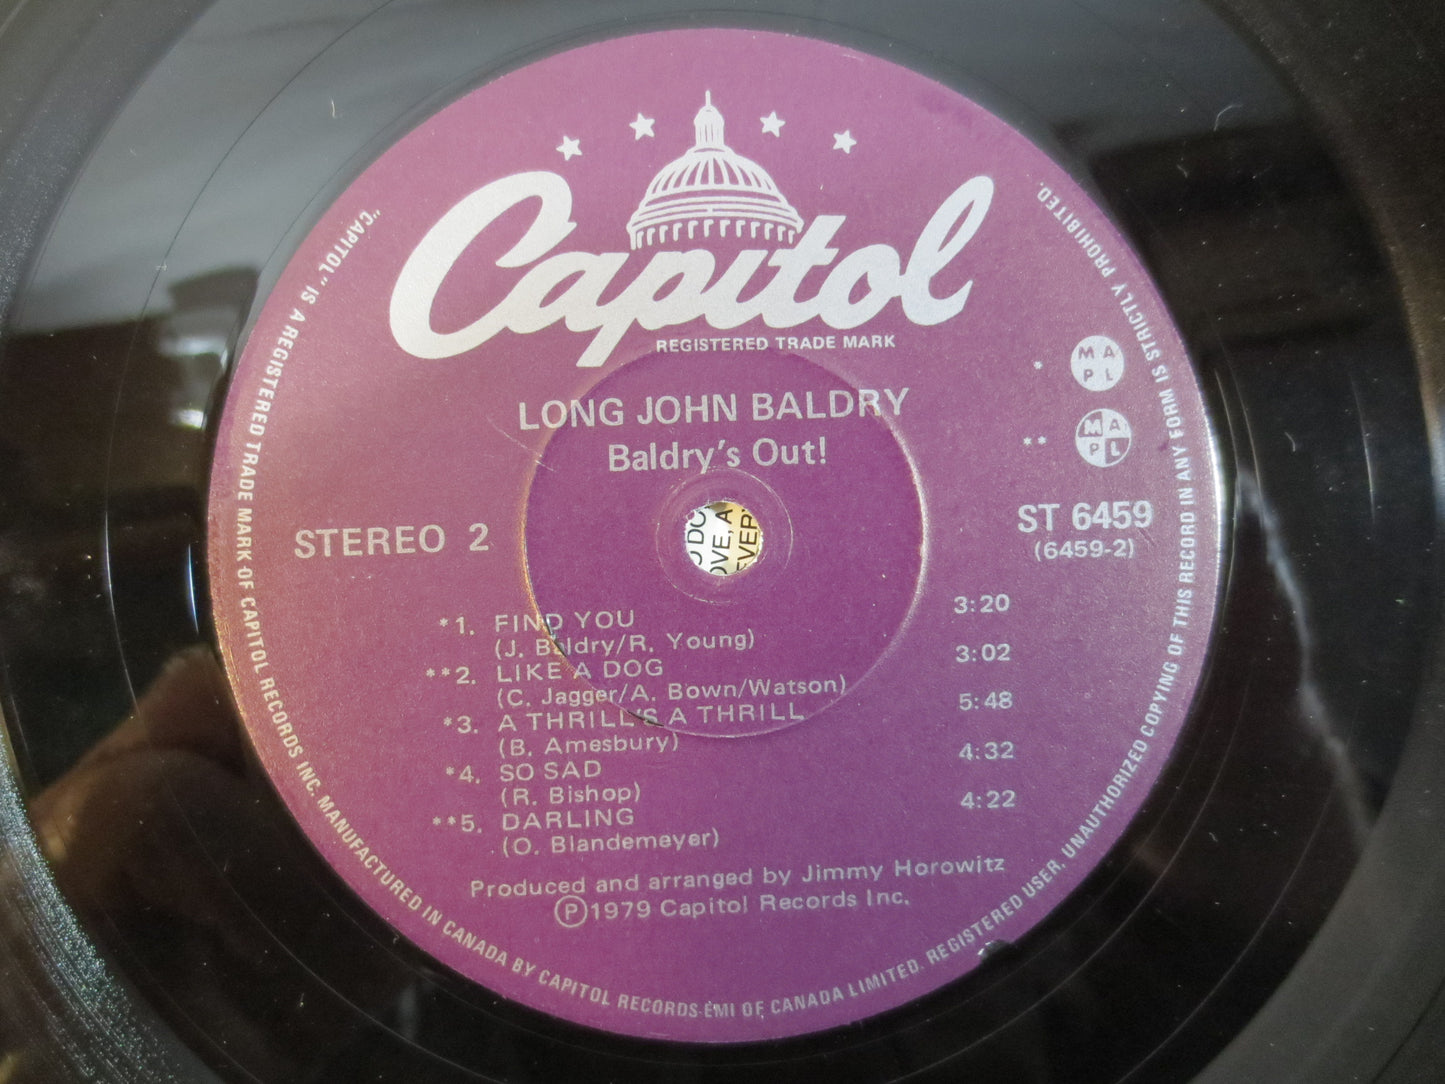 Capitol
REGISTERED TRADE MARK
LONG JOHN BALDRY
Baldry's Out!
* M A P L
** M A P L
STEREO 2
ST 6459
(6459-2)
*1. FIND YOU 3:20
(J. Baldry/R. Young)
**2. LIKE A DOG 3:02
(C. Jagger/A. Bown/Watson)
*3. A THRILL'S A THRILL 5:48
(B. Amesbury)
*4. SO SAD 4:32
(R. Bishop)
**5. DARLING 4:22
(O. Blandemeyer)
Produced and arranged by Jimmy Horowitz
℗1979 Capitol Records Inc.
"CAPITOL" IS A REGISTERED TRADE MARK OF CAPITOL RECORDS INC. MANUFACTURED IN CANADA BY CAPITOL RECORDS-EMI OF CANADA LIMITED. REGISTERED USER. UNAUTHORIZED COPYING OF THIS RECORD IN ANY FORM IS STRICTLY PROHIBITED.